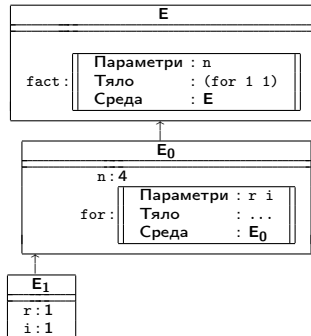 E
Параметри : n
fact : Тяло : (for 1 1)
Среда : E
E0
n : 4
Параметри : r i
for : Тяло : ...
Среда : E0
E1
r : 1
i : 1